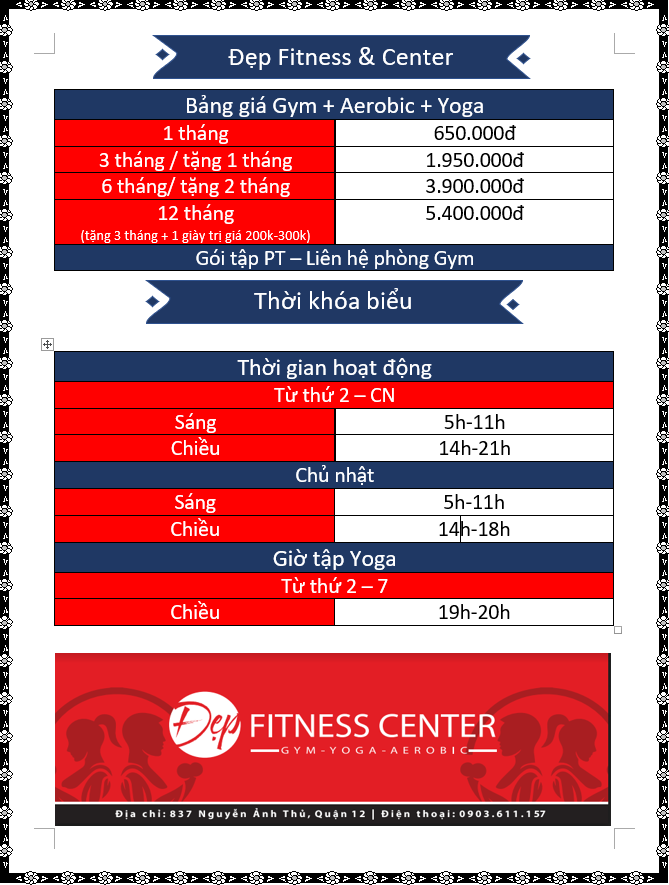 Đẹp Fitness & Center
Bảng giá Gym + Aerobic + Yoga
1 tháng
650.000đ
3 tháng / tặng 1 tháng
1.950.000đ
6 tháng/ tặng 2 tháng
3.900.000đ
12 tháng
(tặng 3 tháng + 1 giày trị giá 200k-300k)
5.400.000đ
Gói tập PT – Liên hệ phòng Gym
Thời khóa biểu
Thời gian hoạt động
Từ thứ 2 – CN
Sáng
5h-11h
Chiều
14h-21h
Chủ nhật
Sáng
5h-11h
Chiều
14h-18h
Giờ tập Yoga
Từ thứ 2 – 7
Chiều
19h-20h
Đẹp FITNESS CENTER
GYM-YOGA-AEROBIC
Địa chỉ: 837 Nguyễn Ảnh Thủ, Quận 12 | Điện thoại: 0903.611.157